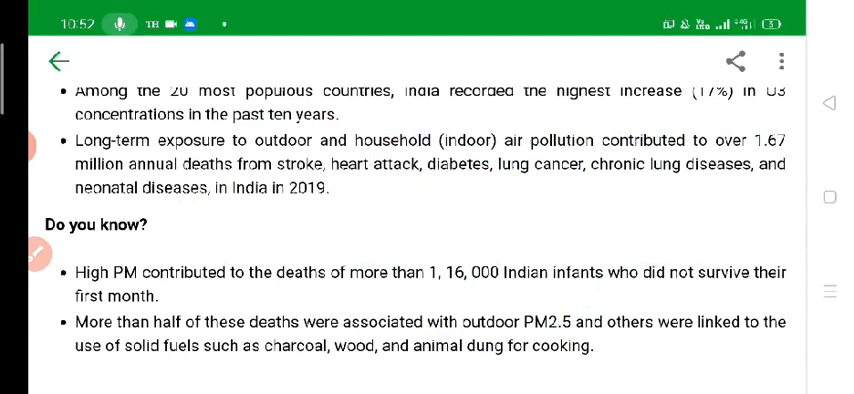 10:52 TH
• Among the 20 most populous countries, India recorded the highest increase (17%) in O3
concentrations in the past ten years.
• Long-term exposure to outdoor and household (indoor) air pollution contributed to over 1.67
million annual deaths from stroke, heart attack, diabetes, lung cancer, chronic lung diseases, and
neonatal diseases, in India in 2019.
Do you know?
• High PM contributed to the deaths of more than 1, 16, 000 Indian infants who did not survive their
first month.
• More than half of these deaths were associated with outdoor PM2.5 and others were linked to the
use of solid fuels such as charcoal, wood, and animal dung for cooking.